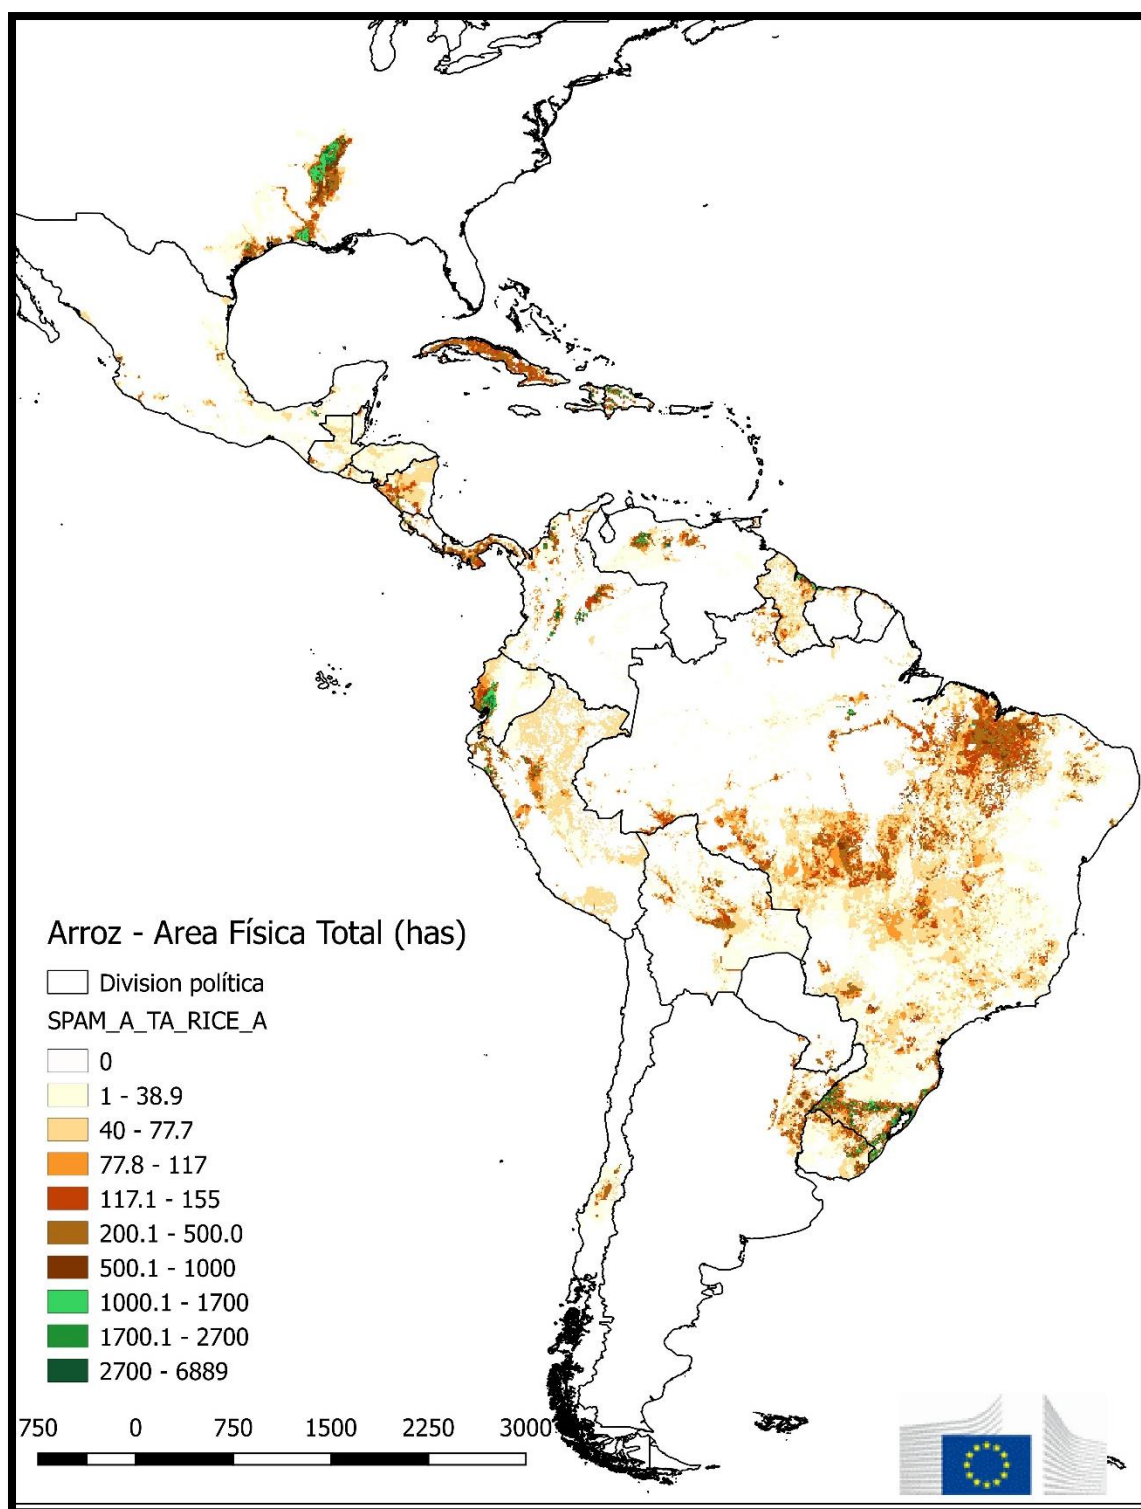 Arroz - Area Física Total (has)
Division política
SPAM_A_TA_RICE_A
0
1 - 38.9
40 - 77.7
77.8 - 117
117.1 - 155
200.1 - 500.0
500.1 - 1000
1000.1 - 1700
1700.1 - 2700
2700 - 6889
750 0 750 1500 2250 3000